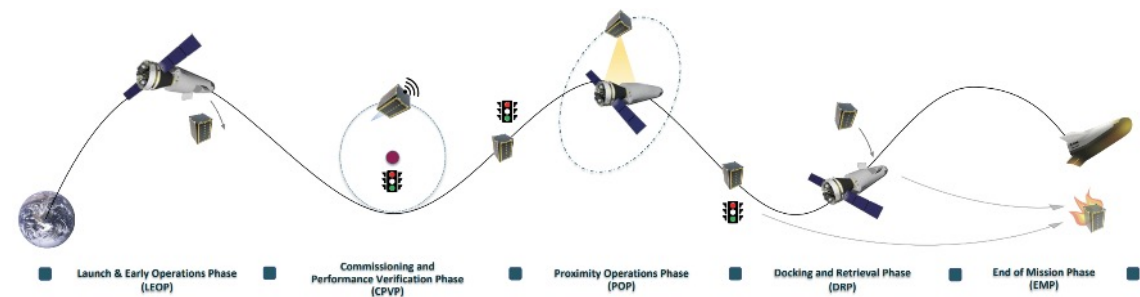 Launch & Early Operations Phase
(LEOP)
Commissioning and
Performance Verification Phase
(CPVP)
Proximity Operations Phase
(POP)
Docking and Retrieval Phase
(DRP)
End of Mission Phase
(EMP)